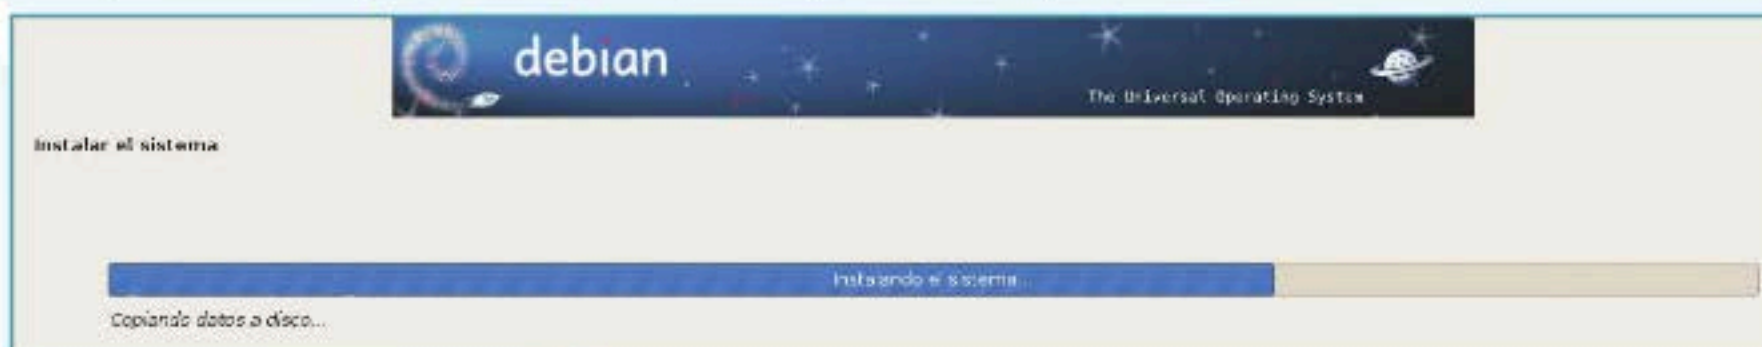 debian
The Universal Operating System
Instalar el sistema
Instalando el sistema...
Copiando datos a disco...